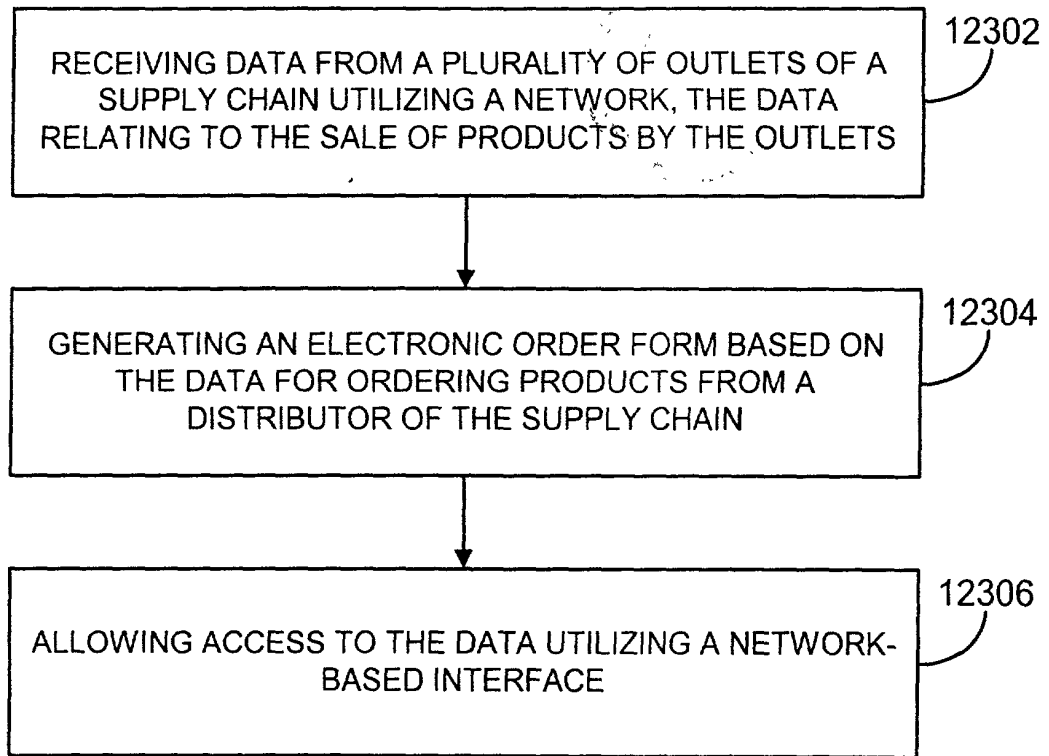 12302
RECEIVING DATA FROM A PLURALITY OF OUTLETS OF A
SUPPLY CHAIN UTILIZING A NETWORK, THE DATA
RELATING TO THE SALE OF PRODUCTS BY THE OUTLETS
12304
GENERATING AN ELECTRONIC ORDER FORM BASED ON
THE DATA FOR ORDERING PRODUCTS FROM A
DISTRIBUTOR OF THE SUPPLY CHAIN
12306
ALLOWING ACCESS TO THE DATA UTILIZING A NETWORK-
BASED INTERFACE